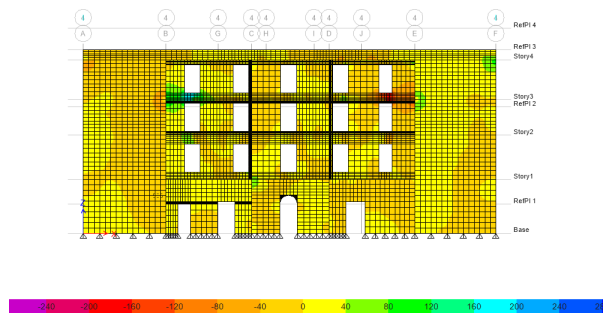 4 4 4 4 4 4 4 4 4 4
A B G C H I D J E F
RefPl 4
RefPl 3
Story4
Story3
RefPl 2
Story2
Story1
RefPl 1
Z
Base
-240 -200 -160 -120 -80 -40 0 40 80 120 160 200 240